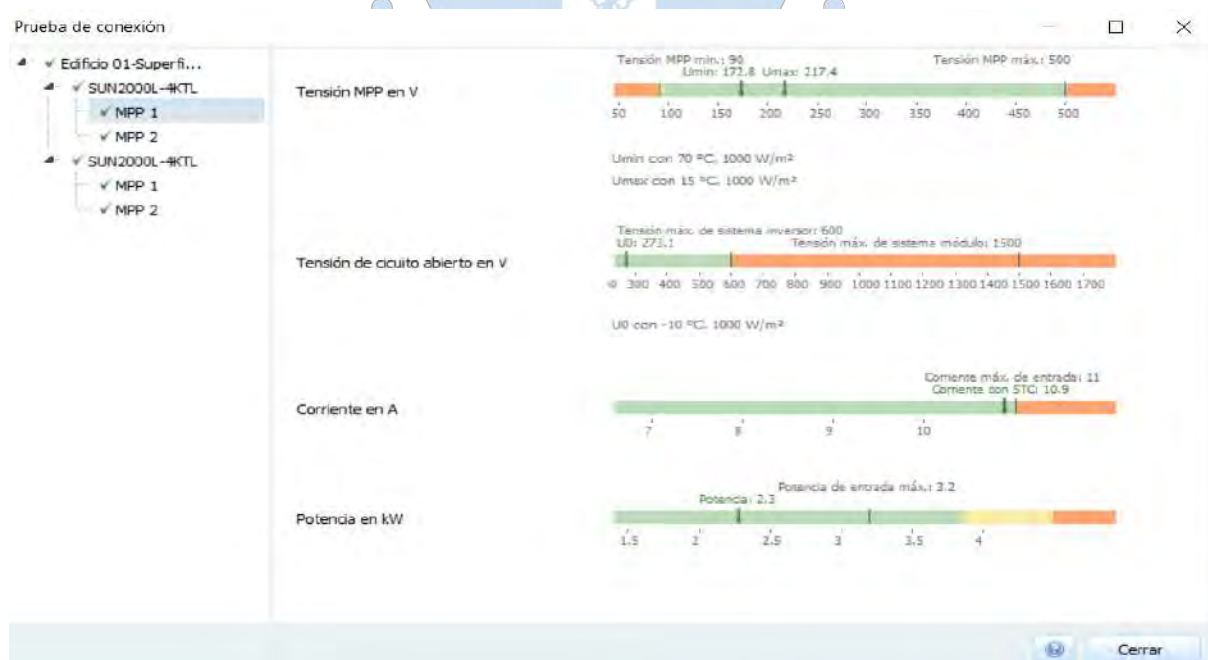 Prueba de conexión
Edificio 01-Superfi...
SUN2000L-4KTL
MPP 1
MPP 2
SUN2000L-4KTL
MPP 1
MPP 2
Tensión MPP en V
Tensión MPP mín.: 90 Tensión MPP máx.: 500
Umin: 172.8 Umax: 217.4
50 100 150 200 250 300 350 400 450 500
Umin con 70 ºC, 1000 W/m²
Umax con 15 ºC, 1000 W/m²
Tensión de cicuito abierto en V
Tensión máx. de sistema inversor: 600
U0: 273.1 Tensión máx. de sistema módulo: 1500
300 400 500 600 700 800 900 1000 1100 1200 1300 1400 1500 1600 1700
U0 con -10 ºC, 1000 W/m²
Corriente en A
Corriente máx. de entrada: 11
Corriente con STC: 10.9
7 8 9 10
Potencia en kW
Potencia de entrada máx.: 3.2
Potencia: 2.3
1.5 2 2.5 3 3.5 4
Cerrar